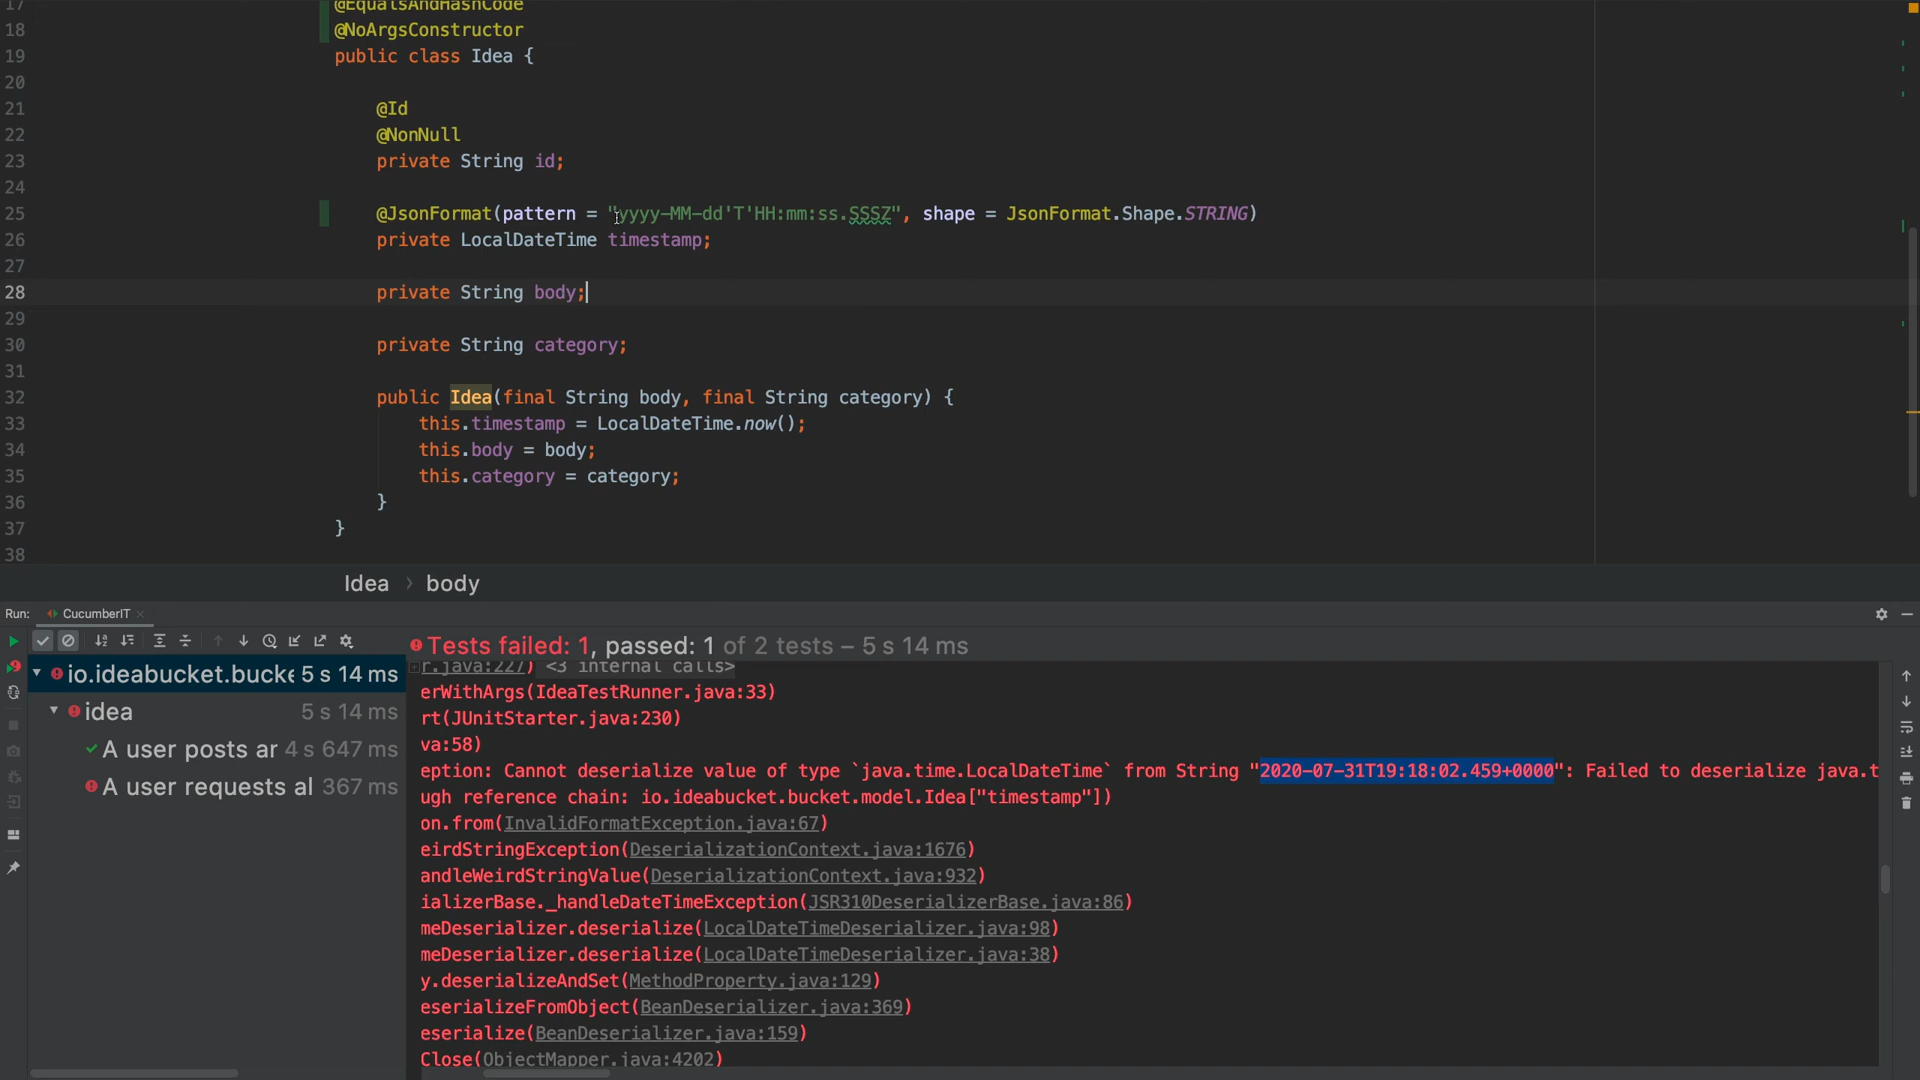 17 @EqualsAndHashCode
18 @NoArgsConstructor
19 public class Idea {
20
21 @Id
22 @NonNull
23 private String id;
24
25 @JsonFormat(pattern = "yyyy-MM-dd'T'HH:mm:ss.SSSZ", shape = JsonFormat.Shape.STRING)
26 private LocalDateTime timestamp;
27
28 private String body;
29
30 private String category;
31
32 public Idea(final String body, final String category) {
33 this.timestamp = LocalDateTime.now();
34 this.body = body;
35 this.category = category;
36 }
37 }
38
Idea > body
Run: CucumberIT
Tests failed: 1, passed: 1 of 2 tests – 5 s 14 ms
io.ideabucket.bucke 5 s 14 ms
idea 5 s 14 ms
A user posts ar 4 s 647 ms
A user requests al 367 ms
r.java:227) <3 internal calls>
erWithArgs(IdeaTestRunner.java:33)
rt(JUnitStarter.java:230)
va:58)
eption: Cannot deserialize value of type `java.time.LocalDateTime` from String "2020-07-31T19:18:02.459+0000": Failed to deserialize java.t
ugh reference chain: io.ideabucket.bucket.model.Idea["timestamp"])
on.from(InvalidFormatException.java:67)
eirdStringException(DeserializationContext.java:1676)
andleWeirdStringValue(DeserializationContext.java:932)
ializerBase._handleDateTimeException(JSR310DeserializerBase.java:86)
meDeserializer.deserialize(LocalDateTimeDeserializer.java:98)
meDeserializer.deserialize(LocalDateTimeDeserializer.java:38)
y.deserializeAndSet(MethodProperty.java:129)
eserializeFromObject(BeanDeserializer.java:369)
eserialize(BeanDeserializer.java:159)
Close(ObjectMapper.java:4202)